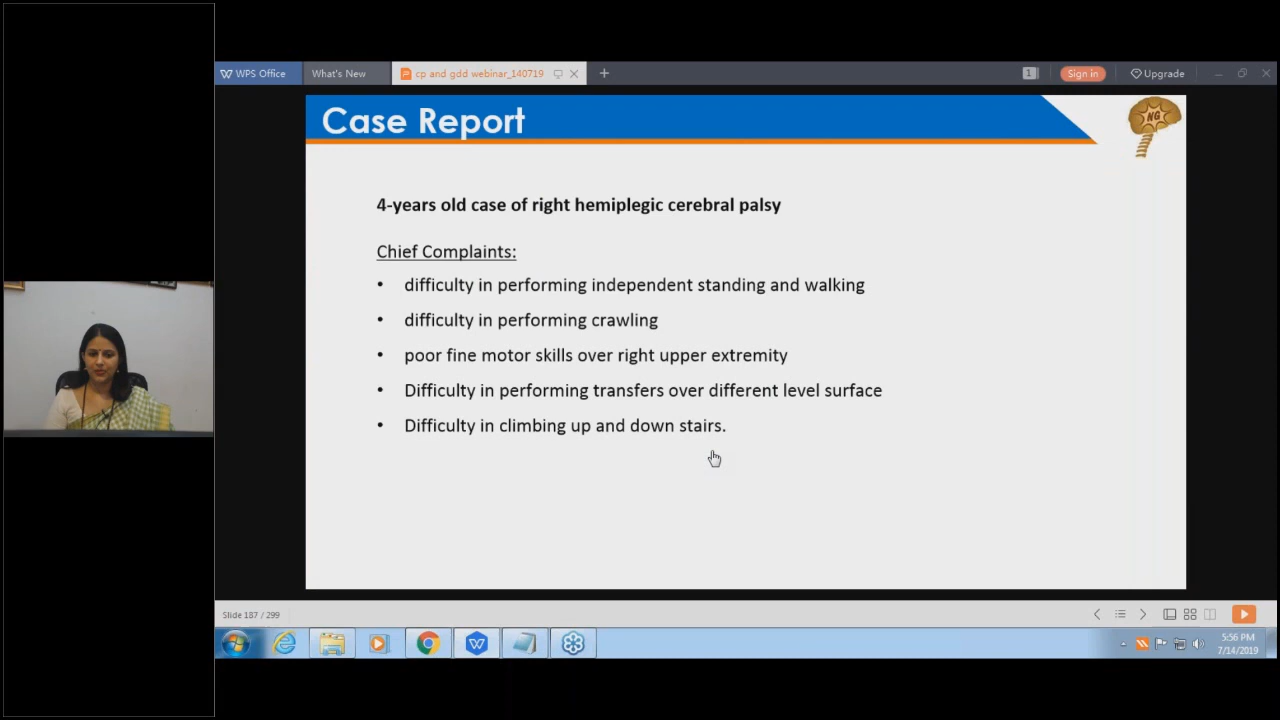 WPS Office
What's New
cp and gdd webinar_140719
1
Sign in
Upgrade
Case Report
NG
4-years old case of right hemiplegic cerebral palsy
Chief Complaints:
• difficulty in performing independent standing and walking
• difficulty in performing crawling
• poor fine motor skills over right upper extremity
• Difficulty in performing transfers over different level surface
• Difficulty in climbing up and down stairs.
Slide 187 / 299
5:56 PM
7/14/2019